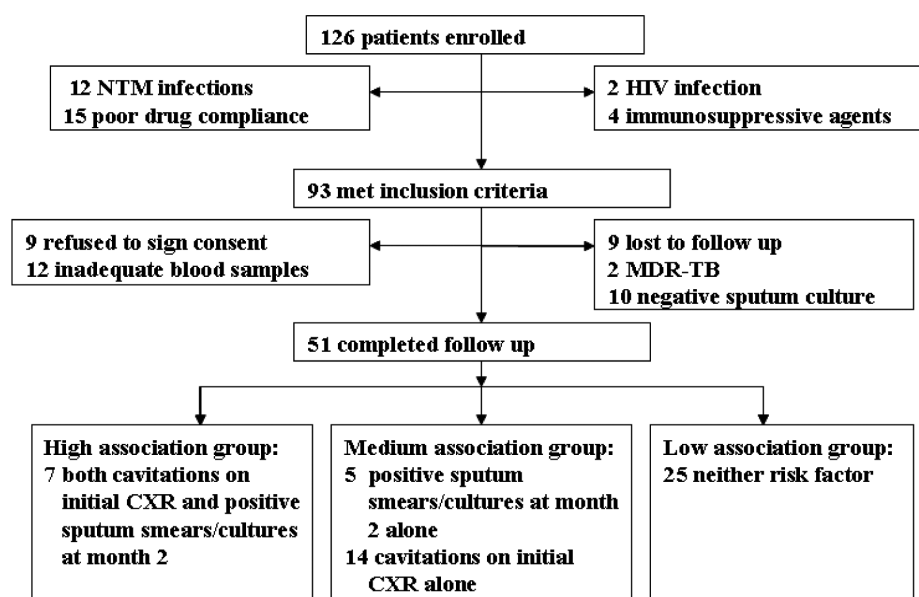 126 patients enrolled
12 NTM infections
15 poor drug compliance
2 HIV infection
4 immunosuppressive agents
93 met inclusion criteria
9 refused to sign consent
12 inadequate blood samples
9 lost to follow up
2 MDR-TB
10 negative sputum culture
51 completed follow up
High association group:
7 both cavitations on
initial CXR and positive
sputum smears/cultures
at month 2
Medium association group:
5 positive sputum
smears/cultures at month
2 alone
14 cavitations on initial
CXR alone
Low association group:
25 neither risk factor